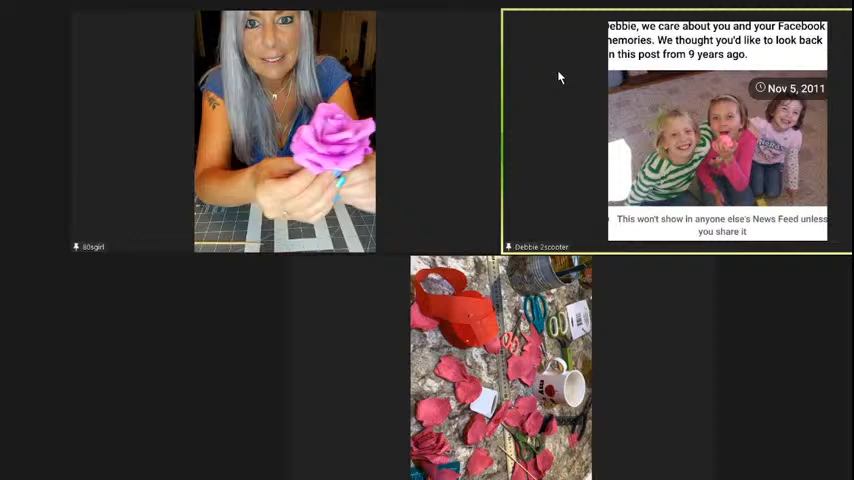 Debbie, we care about you and your Facebook
memories. We thought you'd like to look back
on this post from 9 years ago.
Nov 5, 2011
This won't show in anyone else's News Feed unless
you share it
80sgirl
Debbie 2scooter